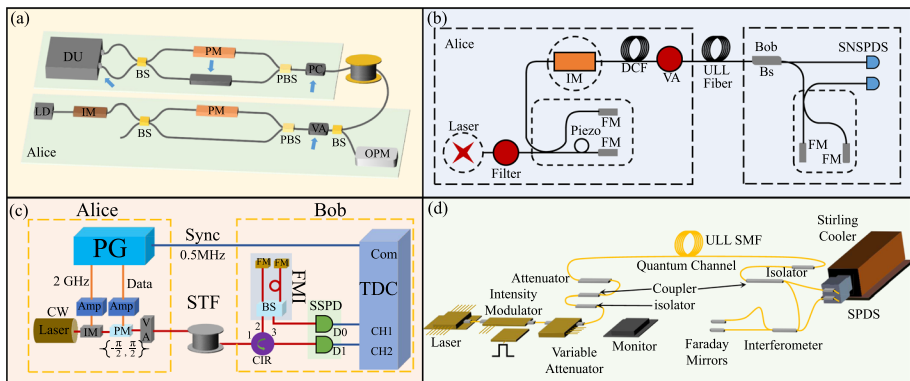 (a)
DU
BS
PM
PBS
PC
LD
IM
BS
PM
PBS
VA
BS
OPM
Alice
(b)
Alice
IM
DCF
VA
ULL
Fiber
Bob
Bs
SNSPDS
Laser
Filter
Piezo
FM
FM
FM
FM
(c)
Alice
Bob
PG
Sync
0.5MHz
2 GHz
Data
Amp
Amp
CW
Laser
IM
PM
V
A
{-π/2, π/2}
STF
FM
FM
FMI
BS
SSPD
1
2
3
CIR
D0
D1
Com
TDC
CH1
CH2
(d)
ULL SMF
Quantum Channel
Stirling
Cooler
Attenuator
Coupler
Isolator
Intensity
Modulator
isolator
SPDS
Laser
Variable
Attenuator
Monitor
Faraday
Mirrors
Interferometer